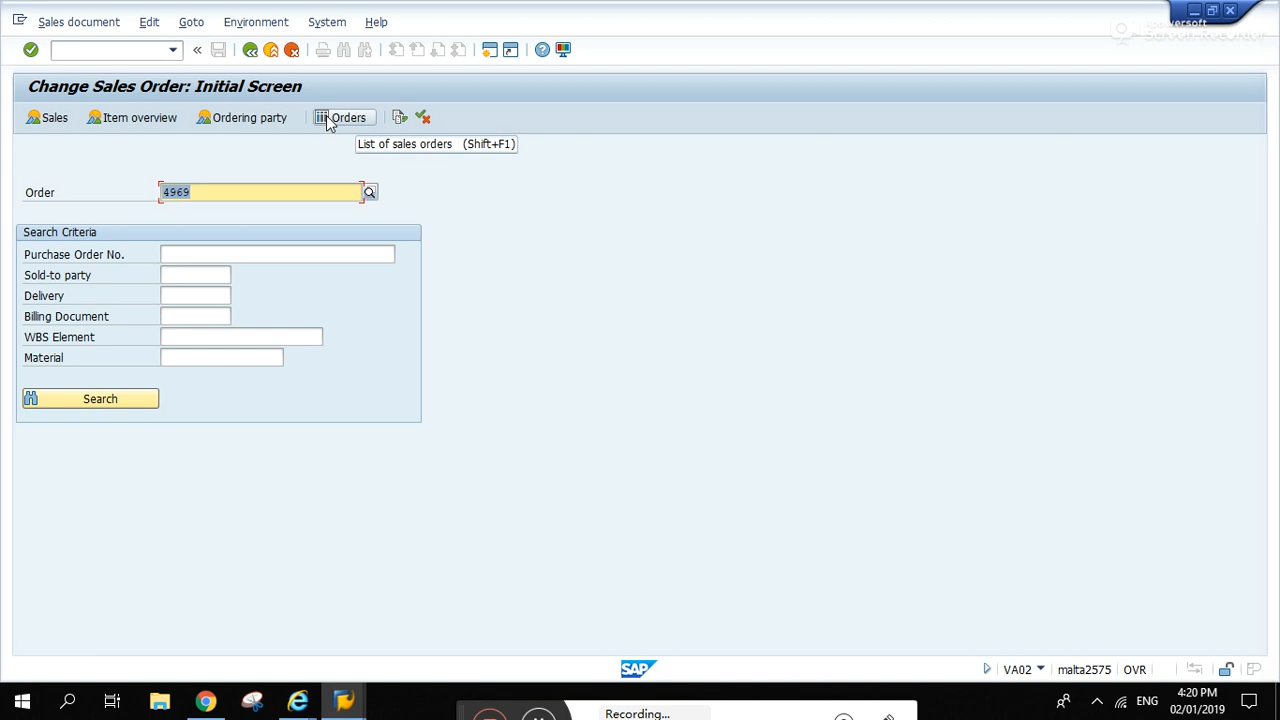 Sales document Edit Goto Environment System Help
Screen Recorder
Change Sales Order: Initial Screen
Sales Item overview Ordering party Orders
List of sales orders (Shift+F1)
Order 4969
Search Criteria
Purchase Order No.
Sold-to party
Delivery
Billing Document
WBS Element
Material
Search
SAP
VA02 malta2575 OVR
ENG 4:20 PM
02/01/2019
Recording...